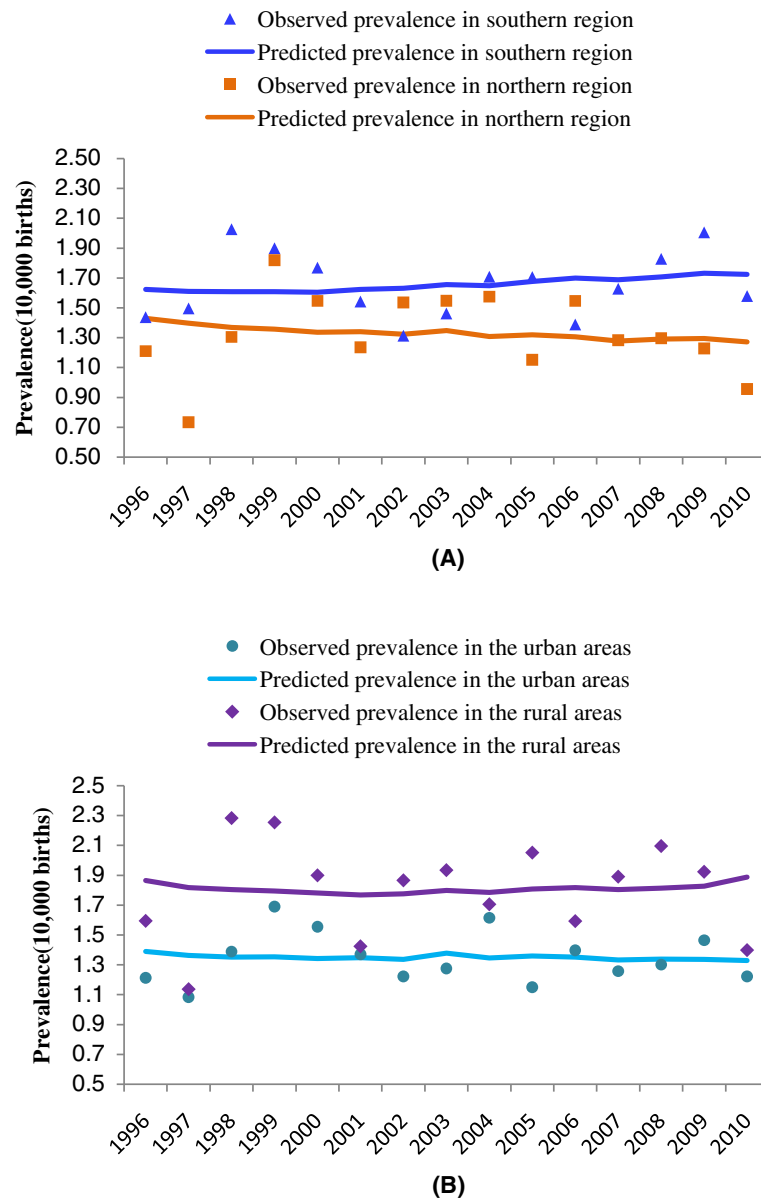 Observed prevalence in southern region
Predicted prevalence in southern region
Observed prevalence in northern region
Predicted prevalence in northern region
Prevalence(10,000 births)
2.50
2.30
2.10
1.90
1.70
1.50
1.30
1.10
0.90
0.70
0.50
1996 1997 1998 1999 2000 2001 2002 2003 2004 2005 2006 2007 2008 2009 2010
(A)
Observed prevalence in the urban areas
Predicted prevalence in the urban areas
Observed prevalence in the rural areas
Predicted prevalence in the rural areas
Prevalence(10,000 births)
2.5
2.3
2.1
1.9
1.7
1.5
1.3
1.1
0.9
0.7
0.5
1996 1997 1998 1999 2000 2001 2002 2003 2004 2005 2006 2007 2008 2009 2010
(B)